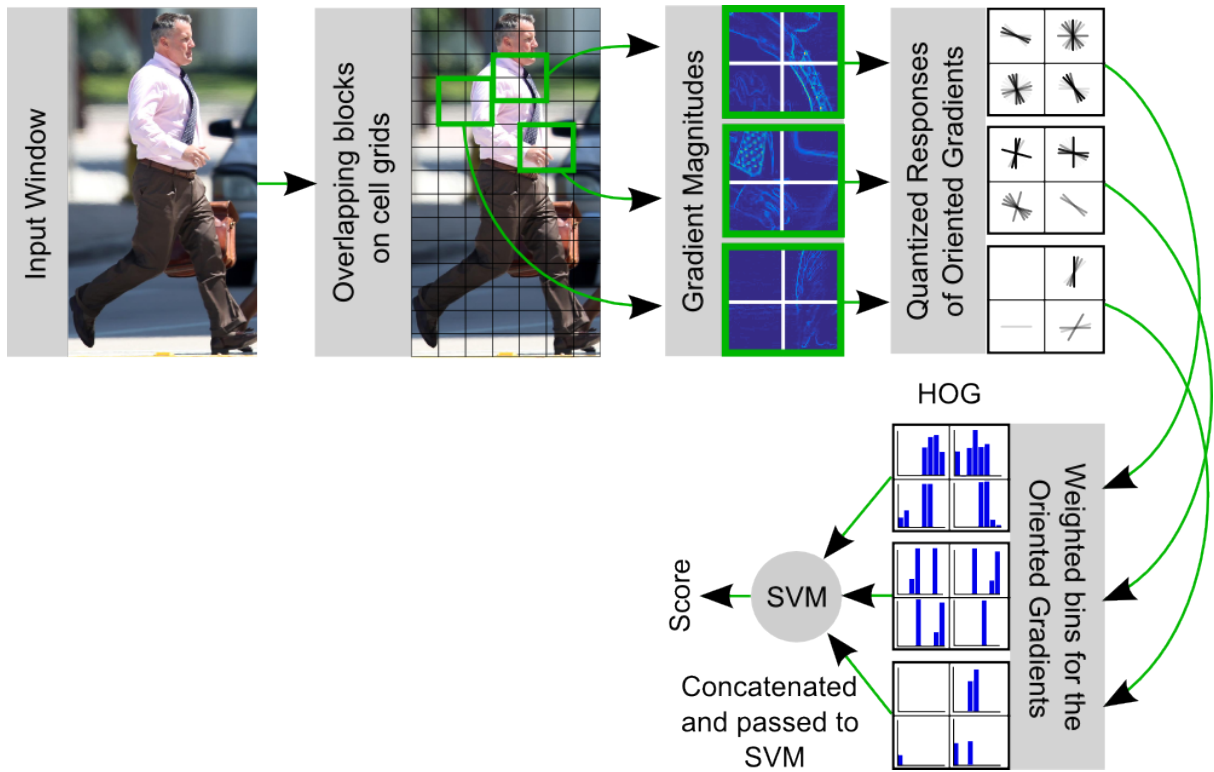 Input Window
Overlapping blocks
on cell grids
Gradient Magnitudes
Quantized Responses
of Oriented Gradients
HOG
Weighted bins for the
Oriented Gradients
SVM
Score
Concatenated
and passed to
SVM